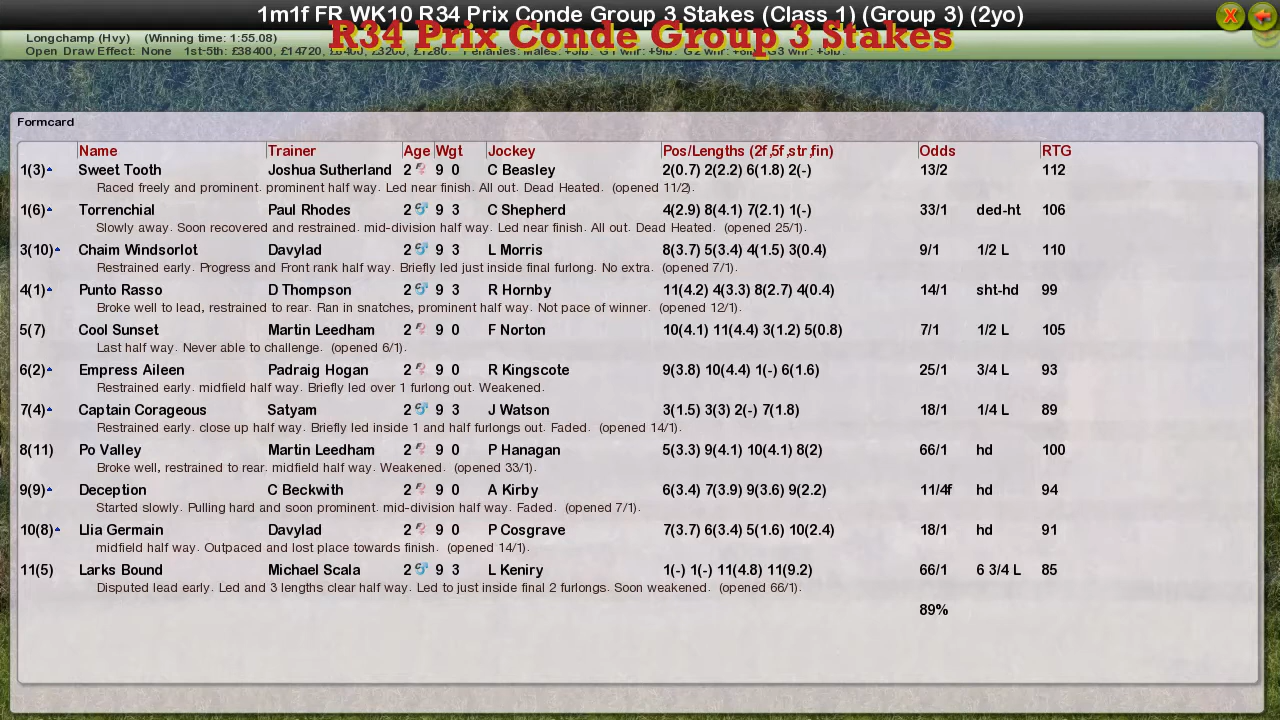 1m1f FR WK10 R34 Prix Conde Group 3 Stakes (Class 1) (Group 3) (2yo)
R34 Prix Conde Group 3 Stakes
Longchamp (Hvy) (Winning time: 1:55.08)
Open Draw Effect: None 1st-5th: £38400, £14720,
Formcard
Name Trainer Age Wgt Jockey Pos/Lengths (2f,5f,str,fin) Odds RTG
1(3) Sweet Tooth Joshua Sutherland 2 9 0 C Beasley 2(0.7) 2(2.2) 6(1.8) 2(-) 13/2 112
Raced freely and prominent. prominent half way. Led near finish. All out. Dead Heated. (opened 11/2).
1(6) Torrenchial Paul Rhodes 2 9 3 C Shepherd 4(2.9) 8(4.1) 7(2.1) 1(-) 33/1 ded-ht 106
Slowly away. Soon recovered and restrained. mid-division half way. Led near finish. All out. Dead Heated. (opened 25/1).
3(10) Chaim Windsorlot Davylad 2 9 3 L Morris 8(3.7) 5(3.4) 4(1.5) 3(0.4) 9/1 1/2 L 110
Restrained early. Progress and Front rank half way. Briefly led just inside final furlong. No extra. (opened 7/1).
4(1) Punto Rasso D Thompson 2 9 3 R Hornby 11(4.2) 4(3.3) 8(2.7) 4(0.4) 14/1 sht-hd 99
Broke well to lead, restrained to rear. Ran in snatches, prominent half way. Not pace of winner. (opened 12/1).
5(7) Cool Sunset Martin Leedham 2 9 0 F Norton 10(4.1) 11(4.4) 3(1.2) 5(0.8) 7/1 1/2 L 105
Last half way. Never able to challenge. (opened 6/1).
6(2) Empress Aileen Padraig Hogan 2 9 0 R Kingscote 9(3.8) 10(4.4) 1(-) 6(1.6) 25/1 3/4 L 93
Restrained early. midfield half way. Briefly led over 1 furlong out. Weakened.
7(4) Captain Corageous Satyam 2 9 3 J Watson 3(1.5) 3(3) 2(-) 7(1.8) 18/1 1/4 L 89
Restrained early. close up half way. Briefly led inside 1 and half furlongs out. Faded. (opened 14/1).
8(11) Po Valley Martin Leedham 2 9 0 P Hanagan 5(3.3) 9(4.1) 10(4.1) 8(2) 66/1 hd 100
Broke well, restrained to rear. midfield half way. Weakened. (opened 33/1).
9(9) Deception C Beckwith 2 9 0 A Kirby 6(3.4) 7(3.9) 9(3.6) 9(2.2) 11/4f hd 94
Started slowly. Pulling hard and soon prominent. mid-division half way. Faded. (opened 7/1).
10(8) Llia Germain Davylad 2 9 0 P Cosgrave 7(3.7) 6(3.4) 5(1.6) 10(2.4) 18/1 hd 91
midfield half way. Outpaced and lost place towards finish. (opened 14/1).
11(5) Larks Bound Michael Scala 2 9 3 L Keniry 1(-) 1(-) 11(4.8) 11(9.2) 66/1 6 3/4 L 85
Disputed lead early. Led and 3 lengths clear half way. Led to just inside final 2 furlongs. Soon weakened. (opened 66/1).
89%